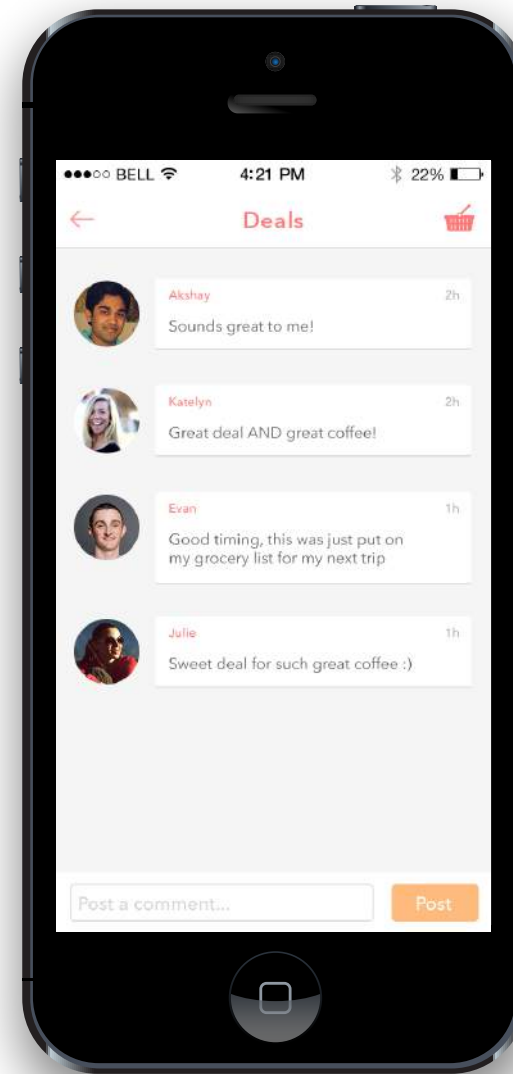 BELL 4:21 PM 22%
Deals
Akshay 2h
Sounds great to me!
Katelyn 2h
Great deal AND great coffee!
Evan 1h
Good timing, this was just put on
my grocery list for my next trip
Julie 1h
Sweet deal for such great coffee :)
Post a comment... Post